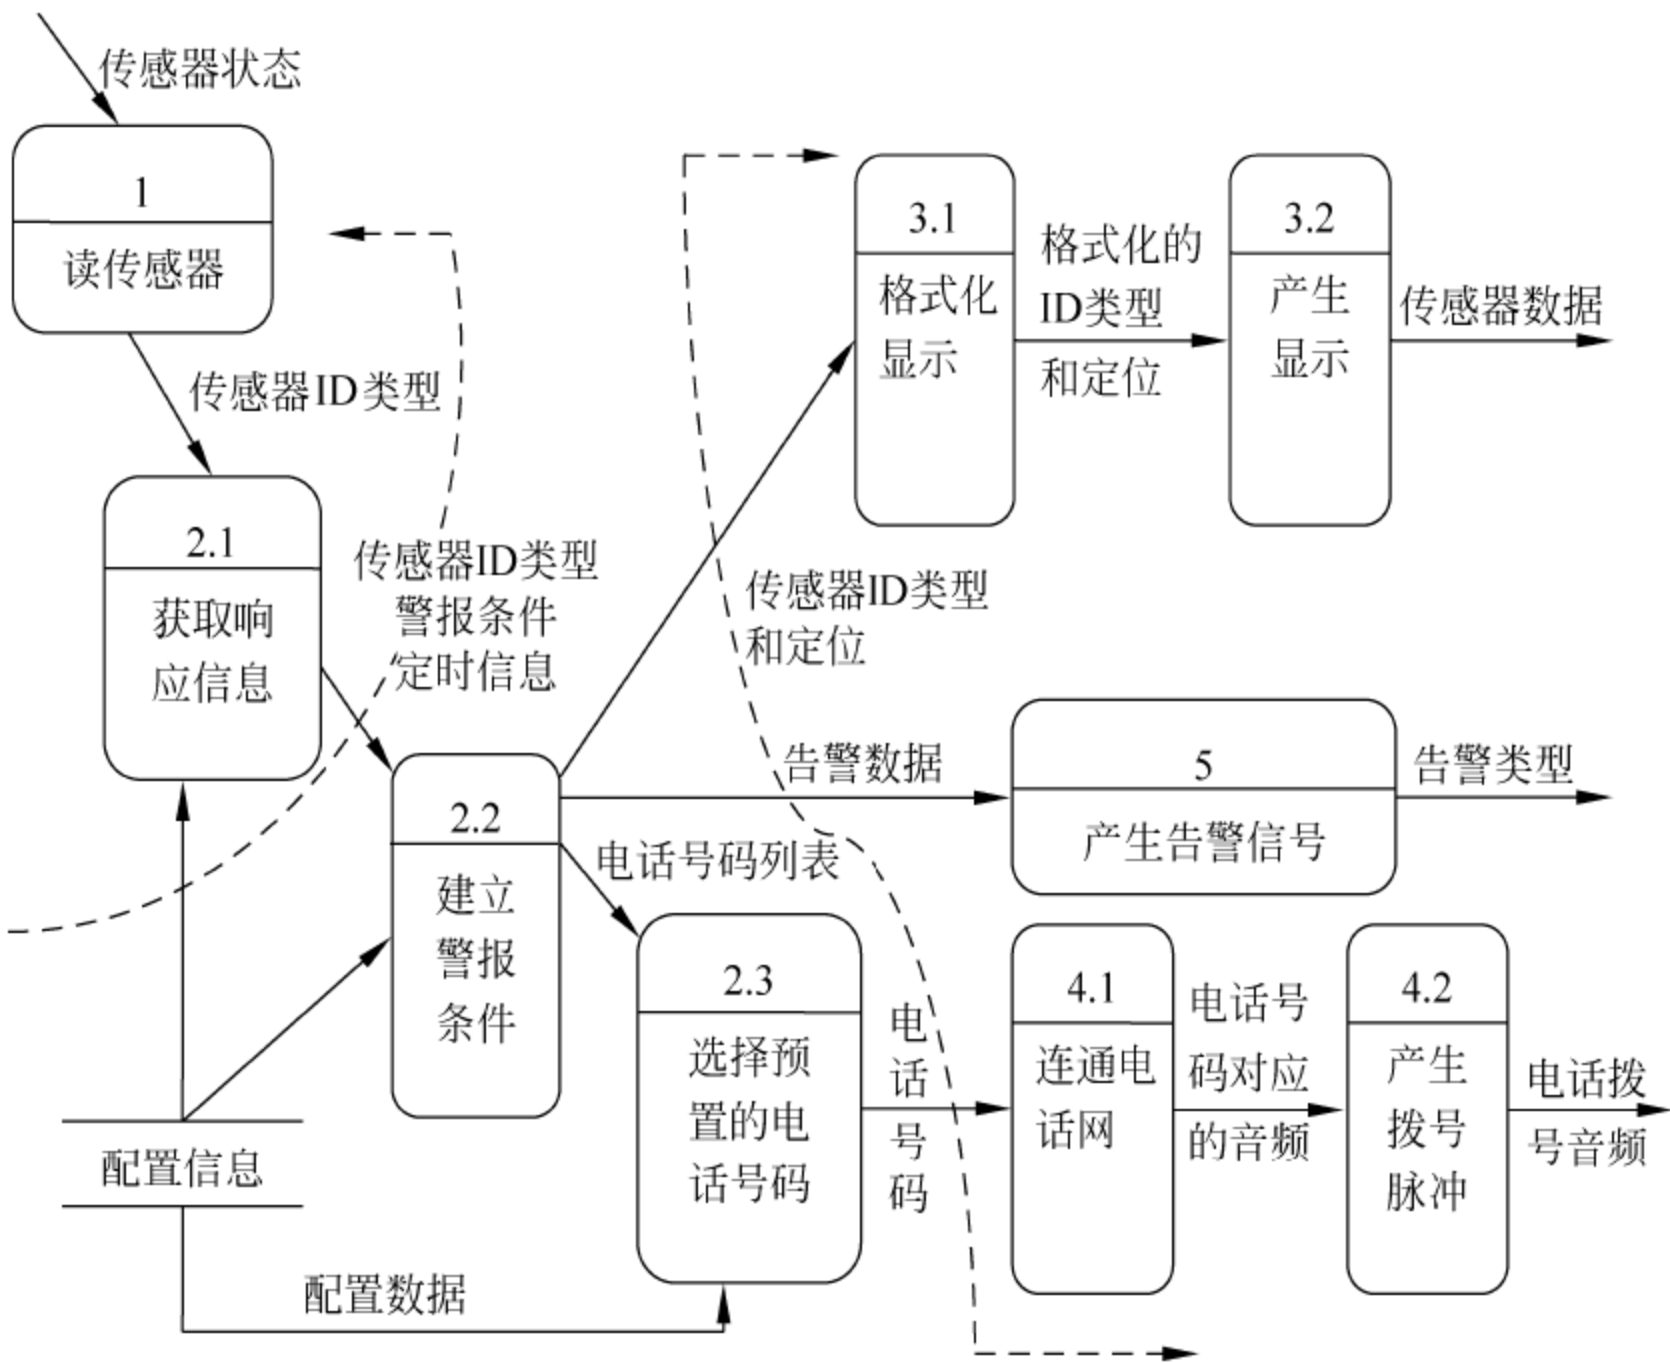 传感器状态
1
读传感器
传感器ID类型
2.1
获取响
应信息
传感器ID类型
警报条件
定时信息
2.2
建立
警报
条件
配置信息
配置数据
电话号码列表
2.3
选择预
置的电
话号码
传感器ID类型
和定位
3.1
格式化
显示
格式化的
ID类型
和定位
3.2
产生
显示
传感器数据
告警数据
5
产生告警信号
告警类型
电
话
号
码
4.1
连通电
话网
电话号
码对应
的音频
4.2
产生
拨号
脉冲
电话拨
号音频